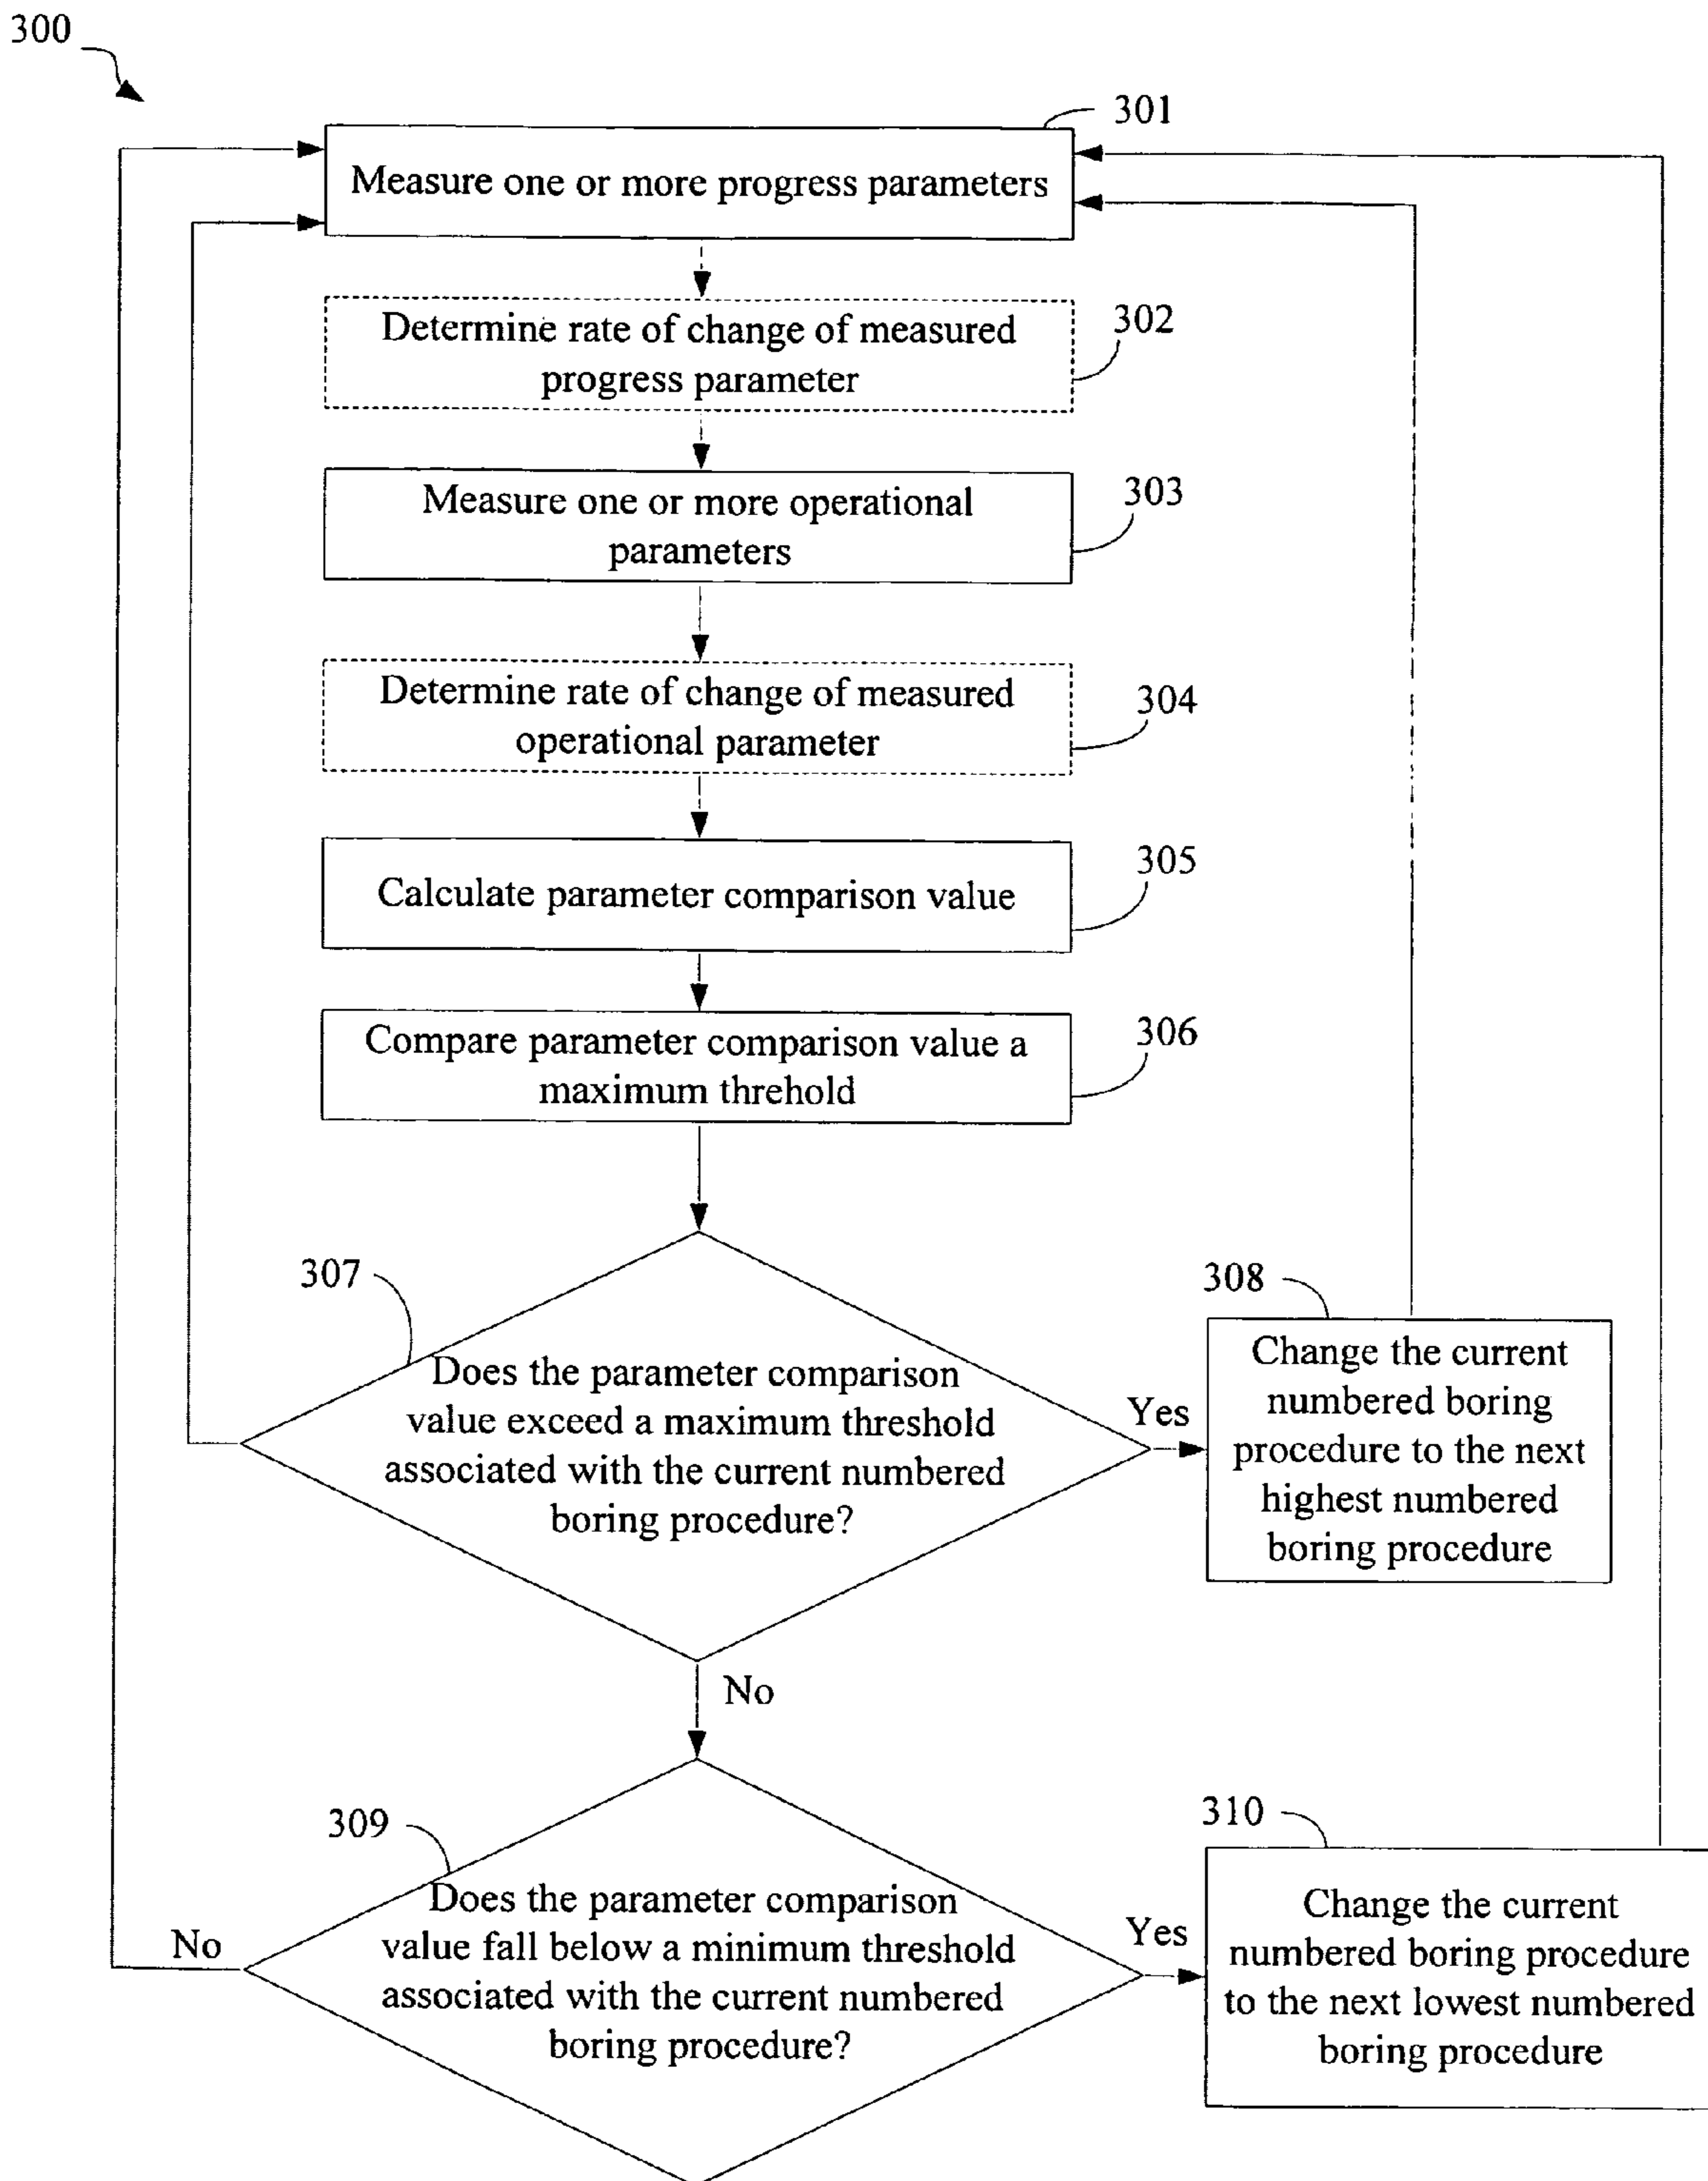 300
301
Measure one or more progress parameters
302
Determine rate of change of measured
progress parameter
303
Measure one or more operational
parameters
304
Determine rate of change of measured
operational parameter
305
Calculate parameter comparison value
306
Compare parameter comparison value a
maximum threhold
307
Does the parameter comparison
value exceed a maximum threshold
associated with the current numbered
boring procedure?
Yes
308
Change the current
numbered boring
procedure to the next
highest numbered
boring procedure
No
309
Does the parameter comparison
value fall below a minimum threshold
associated with the current numbered
boring procedure?
No
Yes
310
Change the current
numbered boring procedure
to the next lowest numbered
boring procedure